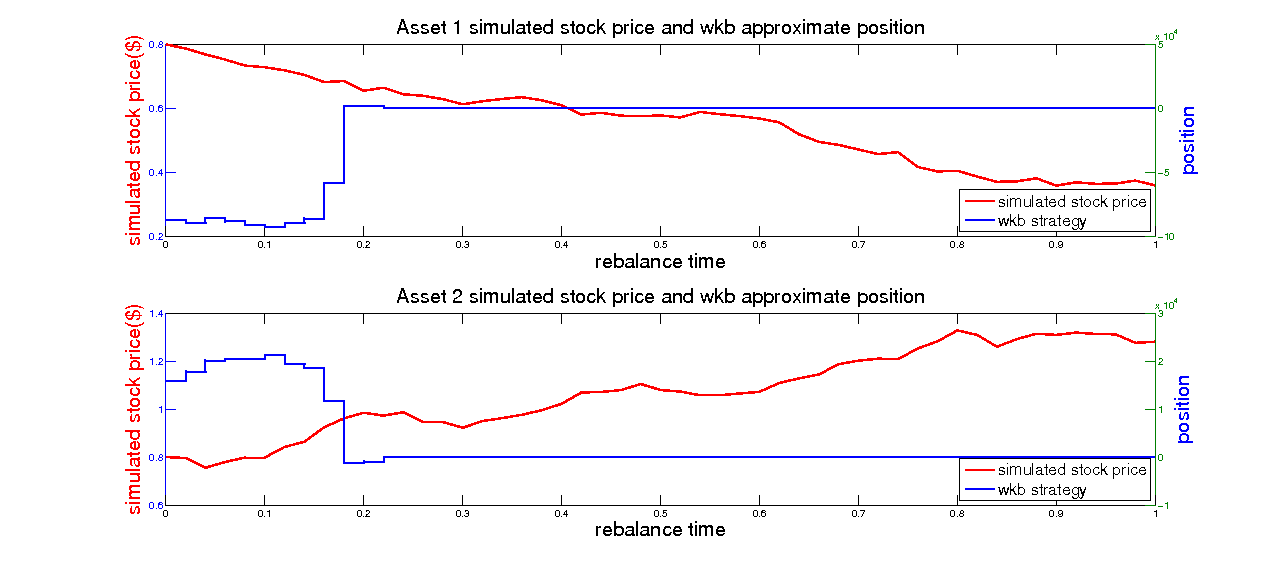 Asset 1 simulated stock price and wkb approximate position
x 10^4
simulated stock price($)
0.8
0.6
0.4
0.2
5
0
-5
-10
position
simulated stock price
wkb strategy
0 0.1 0.2 0.3 0.4 0.5 0.6 0.7 0.8 0.9 1
rebalance time
Asset 2 simulated stock price and wkb approximate position
x 10^4
simulated stock price($)
1.4
1.2
1
0.8
0.6
3
2
1
0
-1
position
simulated stock price
wkb strategy
0 0.1 0.2 0.3 0.4 0.5 0.6 0.7 0.8 0.9 1
rebalance time